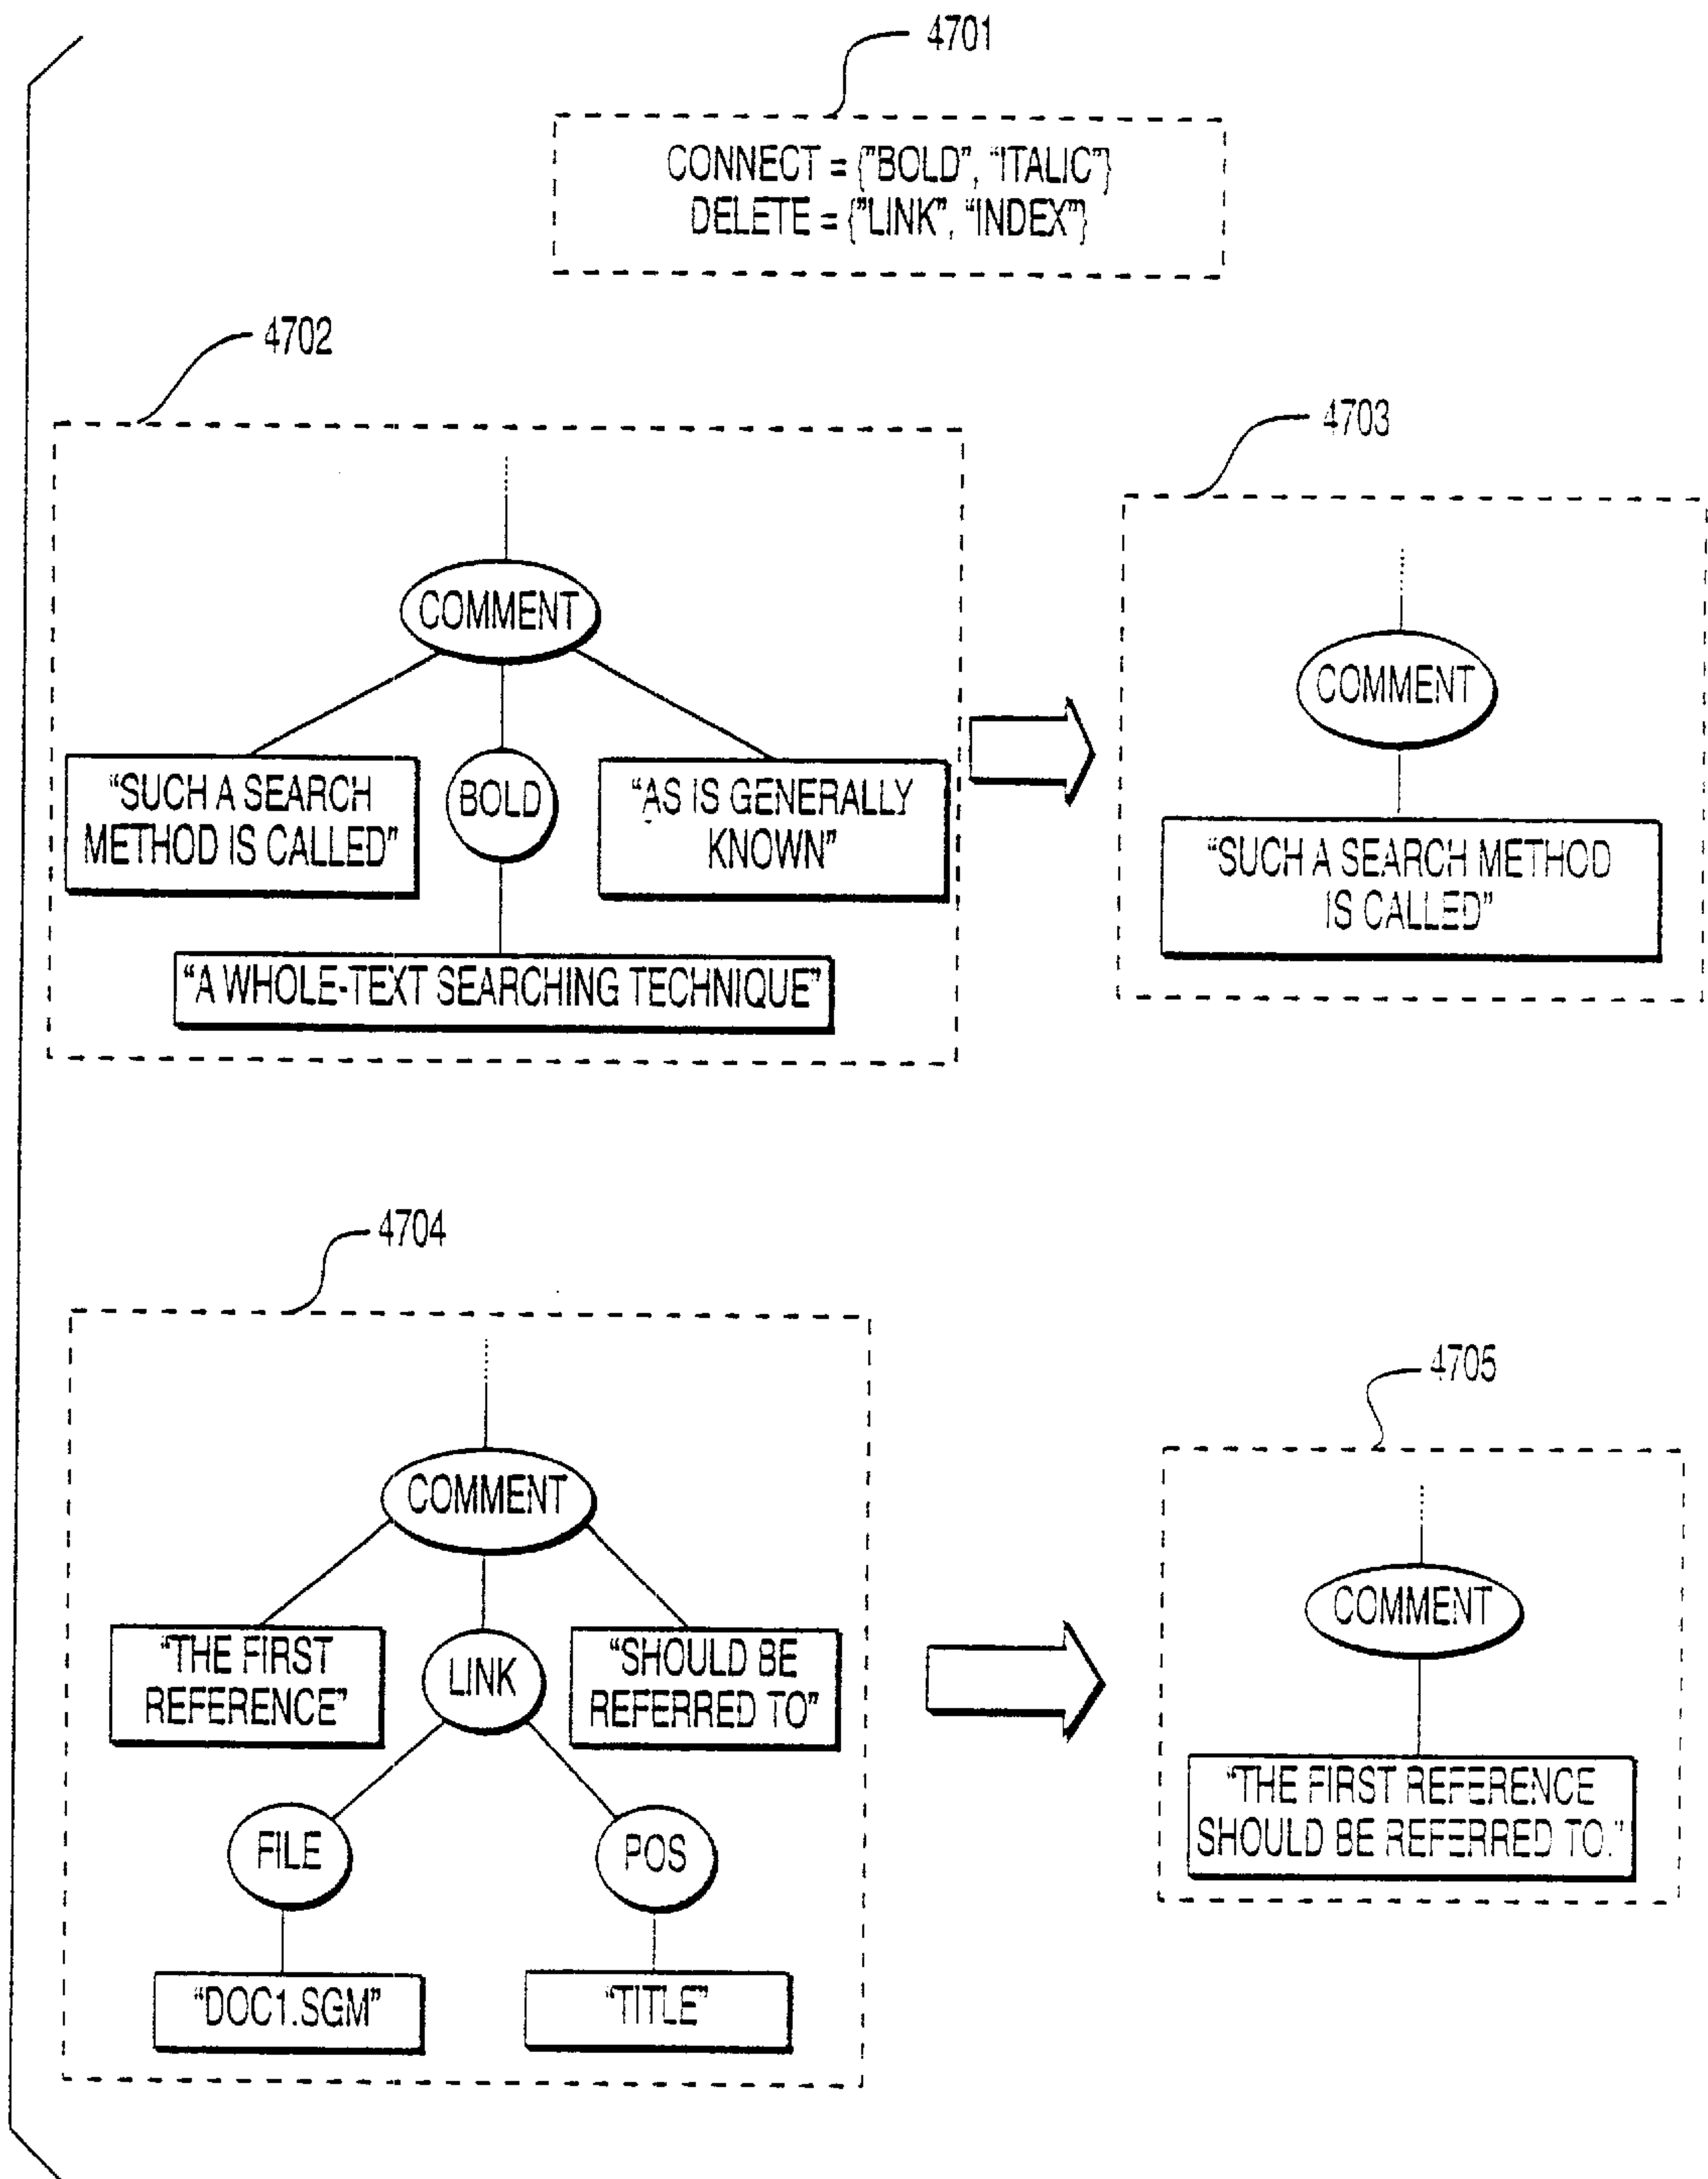 4701
CONNECT = {"BOLD", "ITALIC"}
DELETE = {"LINK", "INDEX"}
4702
COMMENT
"SUCH A SEARCH
METHOD IS CALLED"
BOLD
"AS IS GENERALLY
KNOWN"
"A WHOLE-TEXT SEARCHING TECHNIQUE"
4703
COMMENT
"SUCH A SEARCH METHOD
IS CALLED"
4704
COMMENT
"THE FIRST
REFERENCE"
LINK
"SHOULD BE
REFERRED TO"
FILE
POS
"DOC1.SGM"
"TITLE"
4705
COMMENT
"THE FIRST REFERENCE
SHOULD BE REFERRED TO."